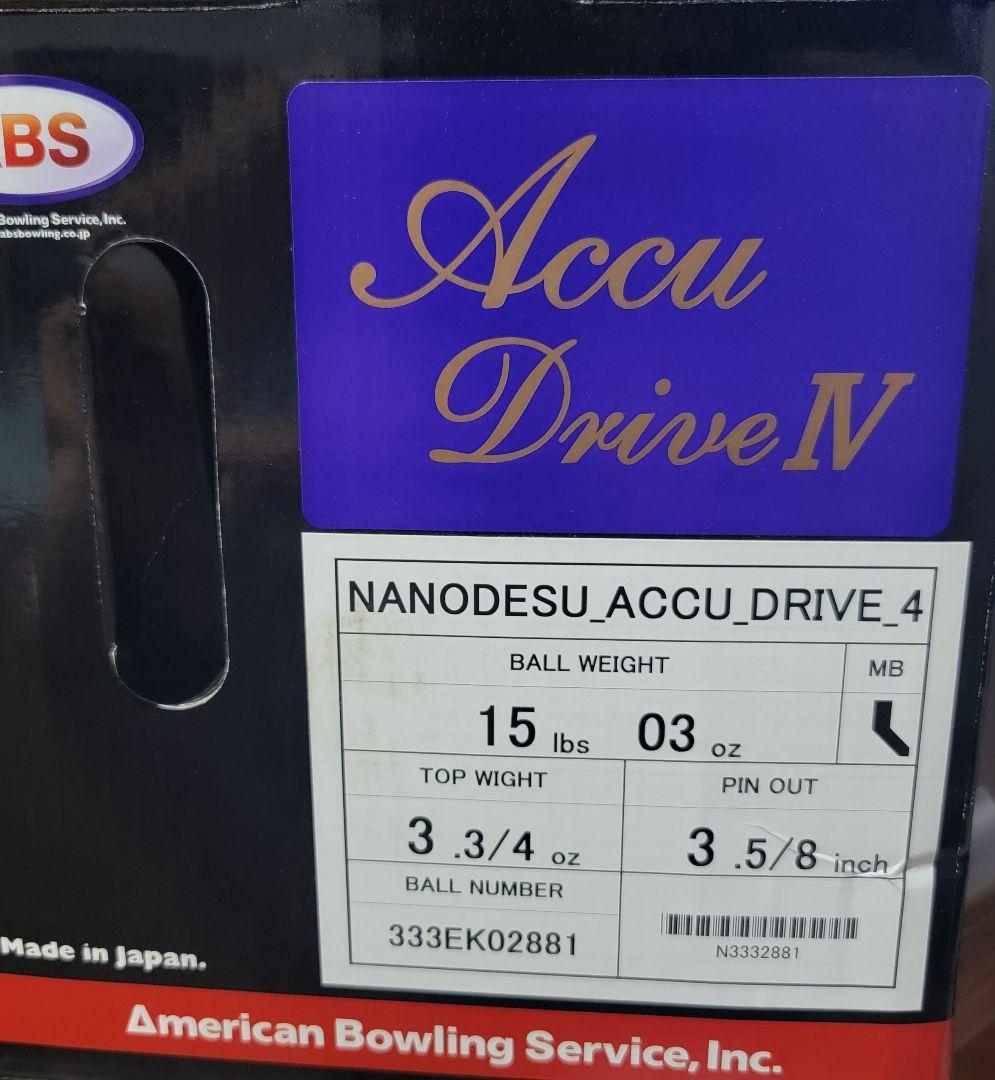 ABS
Bowling Service, Inc.
absbowling.co.jp
Accu
Drive IV
NANODESU_ACCU_DRIVE_4
BALL WEIGHT
MB
15 lbs 03 oz
TOP WIGHT
PIN OUT
3 .3/4 oz
3 .5/8 inch
BALL NUMBER
333EK02881
N3332881
Made in Japan.
American Bowling Service, Inc.